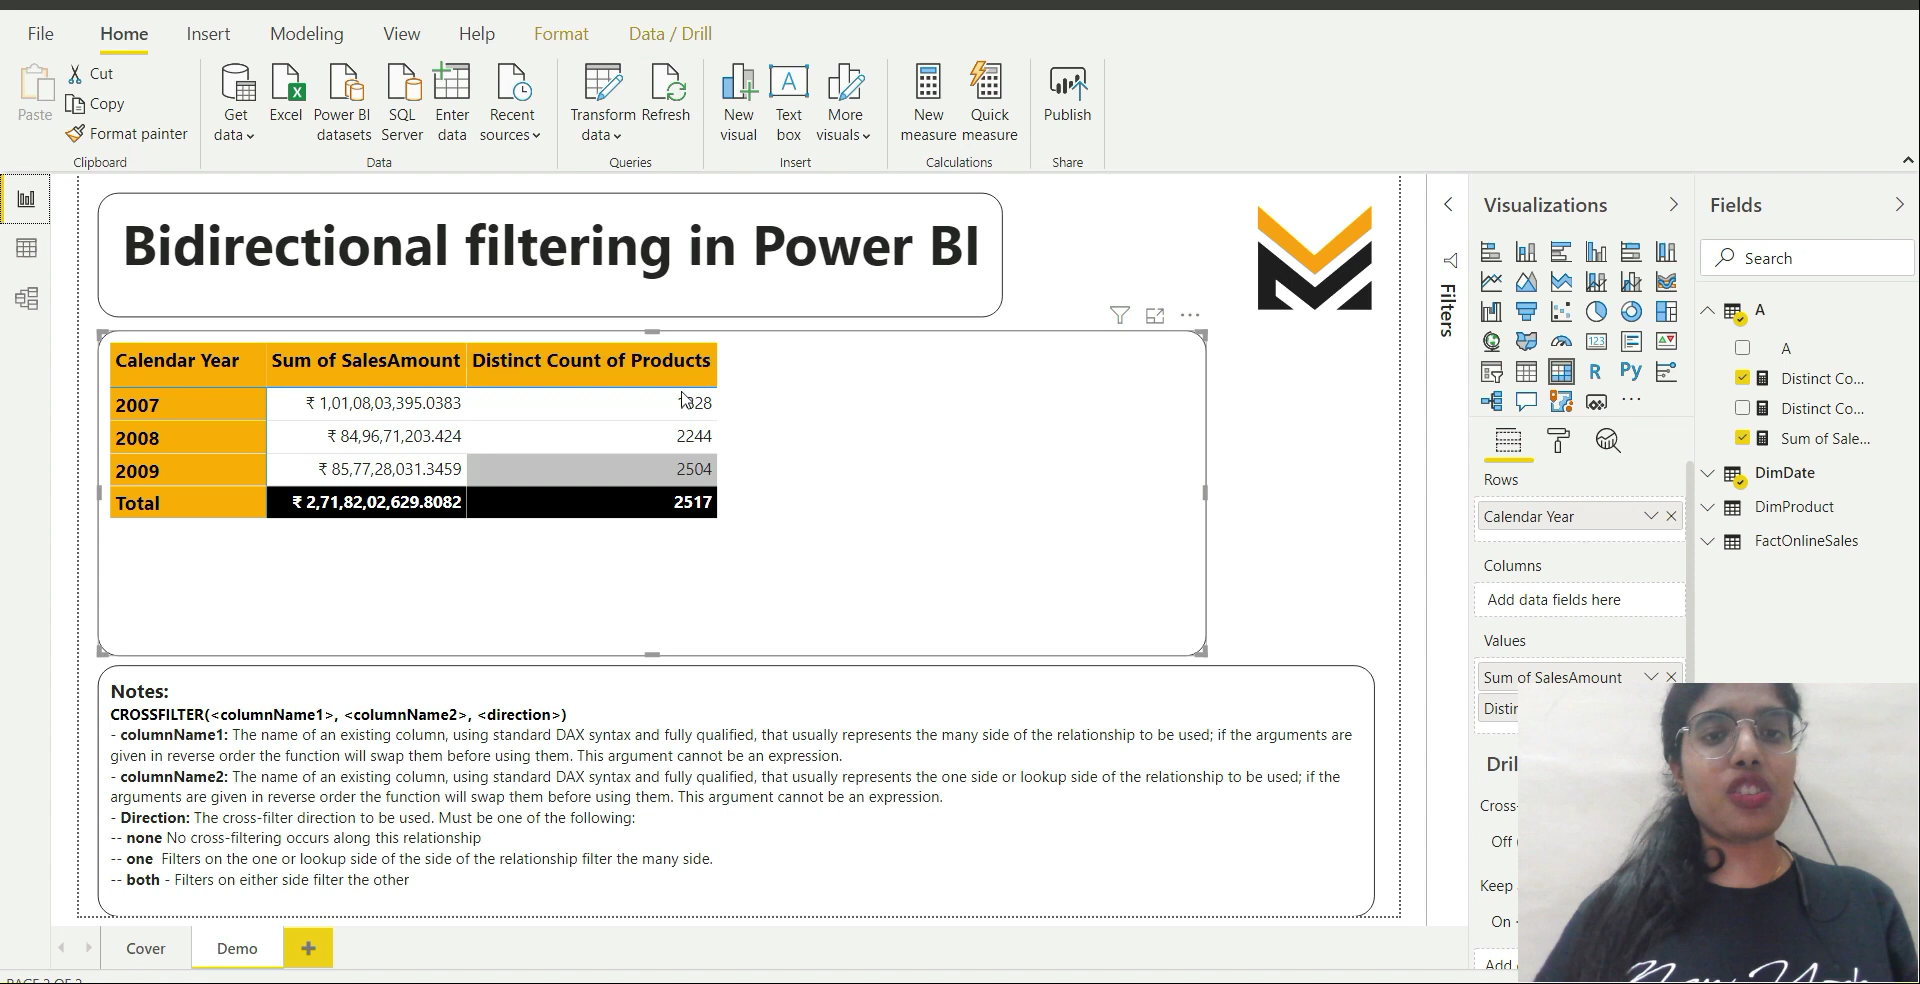 File Home Insert Modeling View Help Format Data / Drill
Paste
Cut
Copy
Format painter
Clipboard
Get data
Excel
Power BI datasets
SQL Server
Enter data
Recent sources
Data
Transform data
Refresh
Queries
New visual
Text box
More visuals
Insert
New measure
Quick measure
Calculations
Publish
Share
Bidirectional filtering in Power BI
Calendar Year Sum of SalesAmount Distinct Count of Products
2007 ₹ 1,01,08,03,395.0383
2008 ₹ 84,96,71,203.424 2244
2009 ₹ 85,77,28,031.3459 2504
Total ₹ 2,71,82,02,629.8082 2517
Notes:
CROSSFILTER(<columnName1>, <columnName2>, <direction>)
- columnName1: The name of an existing column, using standard DAX syntax and fully qualified, that usually represents the many side of the relationship to be used; if the arguments are
given in reverse order the function will swap them before using them. This argument cannot be an expression.
- columnName2: The name of an existing column, using standard DAX syntax and fully qualified, that usually represents the one side or lookup side of the relationship to be used; if the
arguments are given in reverse order the function will swap them before using them. This argument cannot be an expression.
- Direction: The cross-filter direction to be used. Must be one of the following:
-- none No cross-filtering occurs along this relationship
-- one Filters on the one or lookup side of the side of the relationship filter the many side.
-- both - Filters on either side filter the other
Cover Demo +
Filters
Visualizations
123
R Py
Rows
Calendar Year
Columns
Add data fields here
Values
Sum of SalesAmount
Distin
Dril
Cross-
Off
Keep
On
Add
Fields
Search
A
A
Distinct Co...
Distinct Co...
Sum of Sale...
DimDate
DimProduct
FactOnlineSales